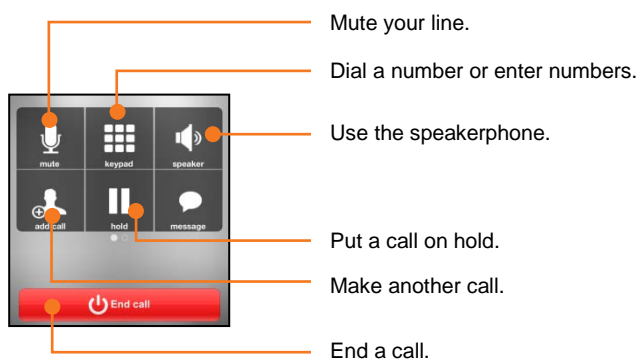 Mute your line.
Dial a number or enter numbers.
Use the speakerphone.
mute
keypad
speaker
add call
hold
message
Put a call on hold.
Make another call.
End call
End a call.